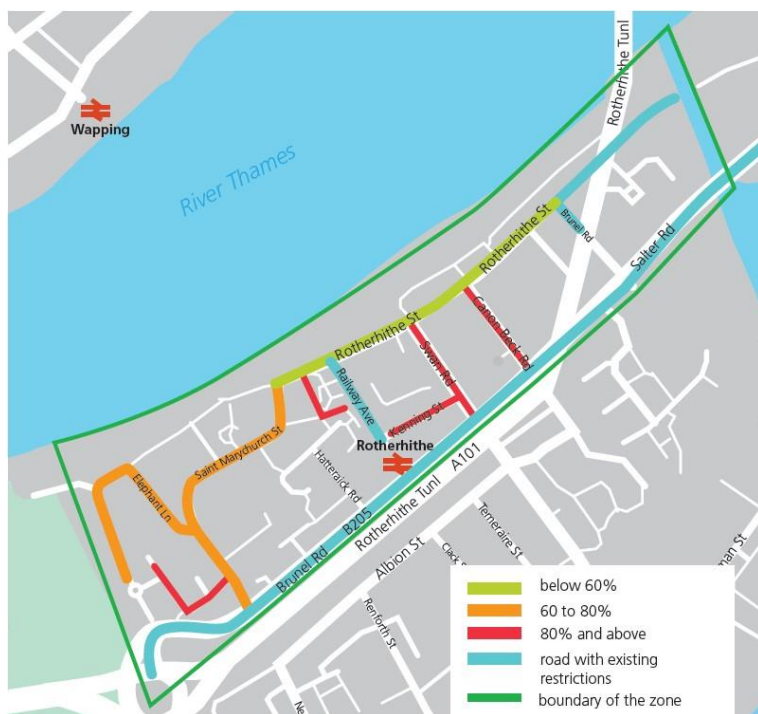 Rotherhithe Tunl
Wapping
River Thames
Rotherhithe St
Brunel Rd
Salter Rd
Rotherhithe St
Canon Beck Rd
Swan Rd
Railway Ave
Kenning St
Rotherhithe
Saint Marychurch St
Elephant Ln
Hatteraick Rd
A101
B205
Rotherhithe Tunl
Brunel Rd
Albion St
Temeraire St
Clack S
man St
Renforth St
Ne
below 60%
60 to 80%
80% and above
road with existing
restrictions
boundary of the zone